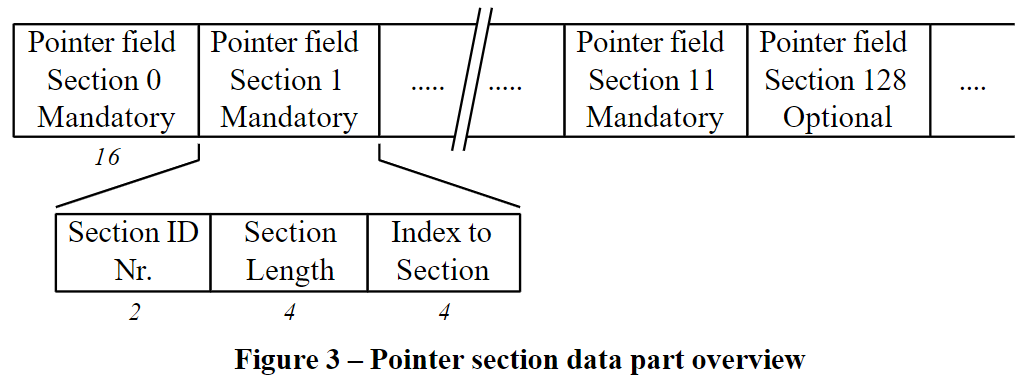 Pointer field
Section 0
Mandatory
Pointer field
Section 1
Mandatory
.....
.....
Pointer field
Section 11
Mandatory
Pointer field
Section 128
Optional
....
16
Section ID
Nr.
Section
Length
Index to
Section
2
4
4
Figure 3 – Pointer section data part overview